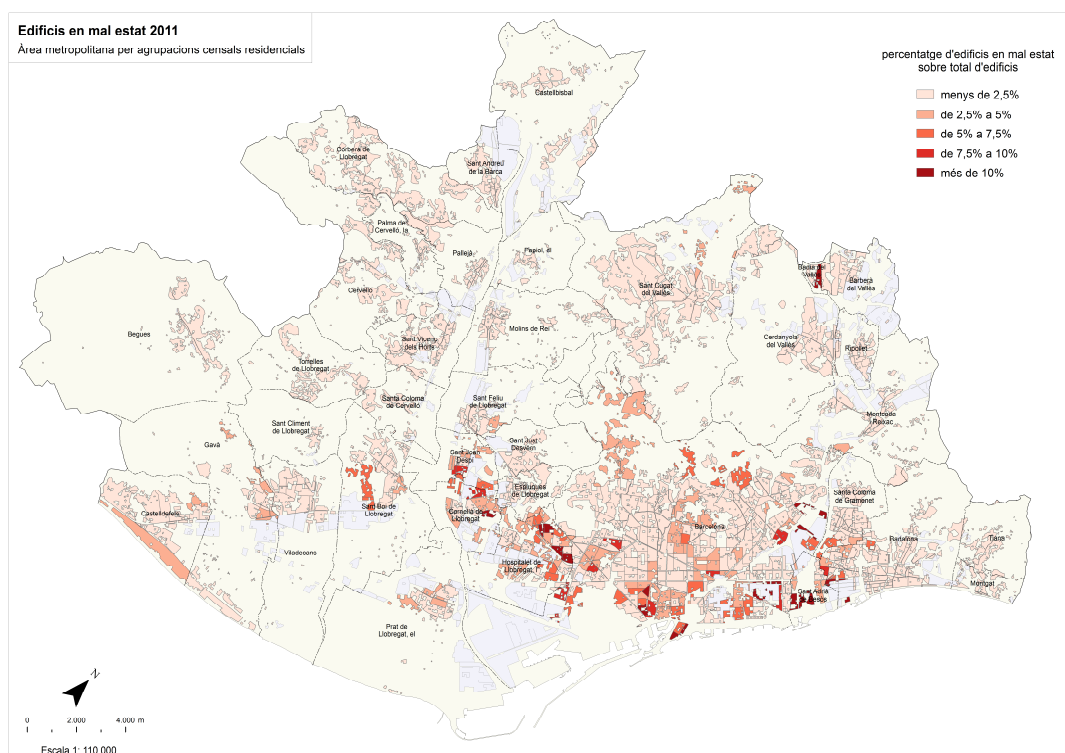 Edificis en mal estat 2011
Àrea metropolitana per agrupacions censals residencials
percentatge d'edificis en mal estat
sobre total d'edificis
menys de 2,5%
de 2,5% a 5%
de 5% a 7,5%
de 7,5% a 10%
més de 10%
Castellbisbal
Corbera de
Llobregat
Sant Andreu
de la Barca
Palma de
Cervelló, la
Pallejà
Papiol, el
Sant Cugat
del Vallès
Badia del
Vallès
Barberà
del Vallès
Cervelló
Begues
Sant Vicenç
dels Horts
Molins de Rei
Cerdanyola
del Vallès
Ripollet
Torrelles
de Llobregat
Santa Coloma
de Cervelló
Sant Feliu
de Llobregat
Montcada i
Reixac
Sant Climent
de Llobregat
Gavà
Sant Just
Desvern
Sant Joan
Despí
Esplugues
de Llobregat
Santa Coloma
de Gramenet
Castelldefels
Sant Boi de
Llobregat
Cornellà de
Llobregat
Barcelona
Badalona
Tiana
Viladecans
Hospitalet de
Llobregat, l'
Montgat
Sant Adrià
de Besòs
Prat de
Llobregat, el
N
0 2.000 4.000 m
Escala 1: 110.000